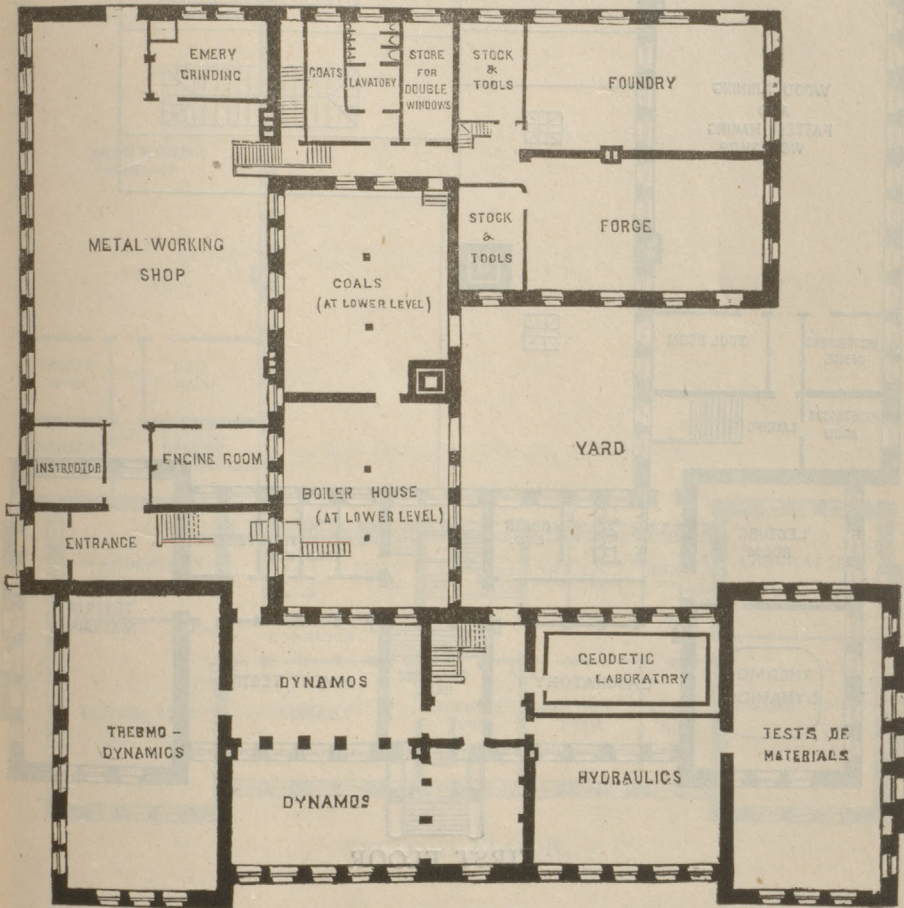 EMERY
GRINDING
COATS
LAVATORY
STORE
FOR
DOUBLE
WINDOWS
STOCK
&
TOOLS
FOUNDRY
METAL WORKING
SHOP
COALS
(AT LOWER LEVEL)
STOCK
&
TOOLS
FORGE
INSTRUCTOR
ENGINE ROOM
BOILER HOUSE
(AT LOWER LEVEL)
YARD
ENTRANCE
TREBMO-
DYNAMICS
DYNAMOS
DYNAMOS
GEODETIC
LABORATORY
HYDRAULICS
TESTS OF
MATERIALS